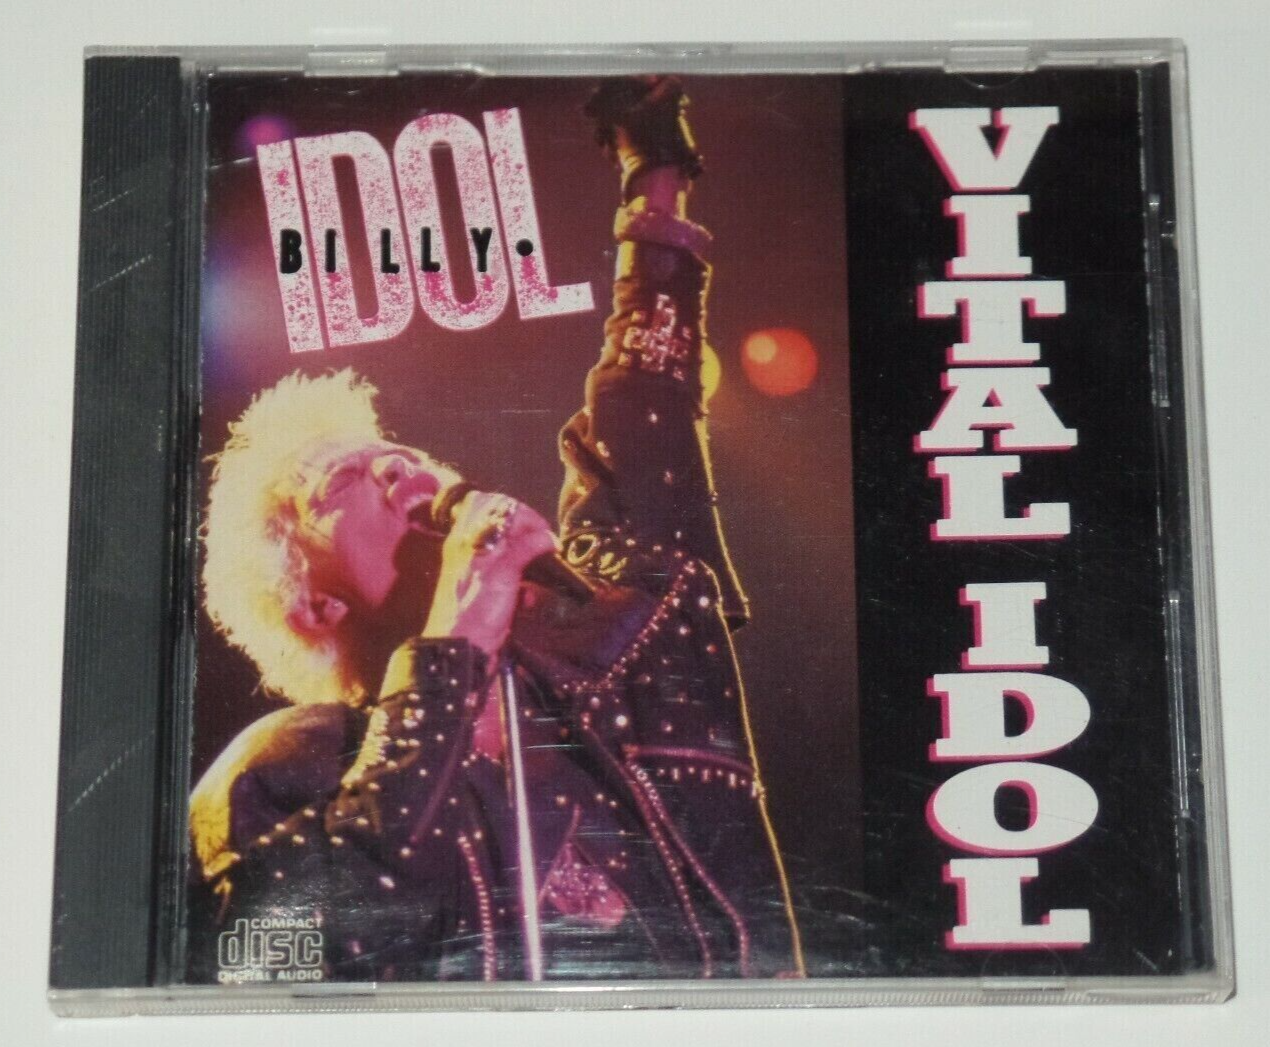 IDOL
BILLY.
VITAL IDOL
COMPACT
disc
DIGITAL AUDIO